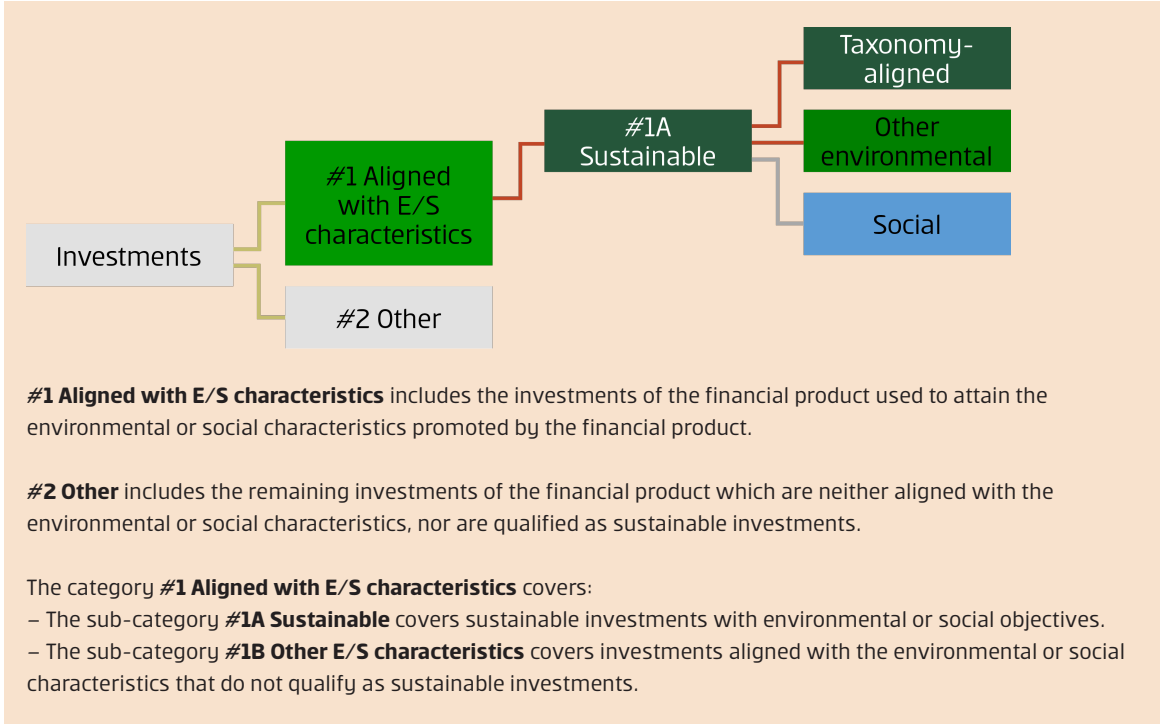 Taxonomy-
aligned
#1A
Sustainable
Other
environmental
#1 Aligned
with E/S
characteristics
Social
Investments
#2 Other
#1 Aligned with E/S characteristics includes the investments of the financial product used to attain the
environmental or social characteristics promoted by the financial product.
#2 Other includes the remaining investments of the financial product which are neither aligned with the
environmental or social characteristics, nor are qualified as sustainable investments.
The category #1 Aligned with E/S characteristics covers:
– The sub-category #1A Sustainable covers sustainable investments with environmental or social objectives.
– The sub-category #1B Other E/S characteristics covers investments aligned with the environmental or social
characteristics that do not qualify as sustainable investments.